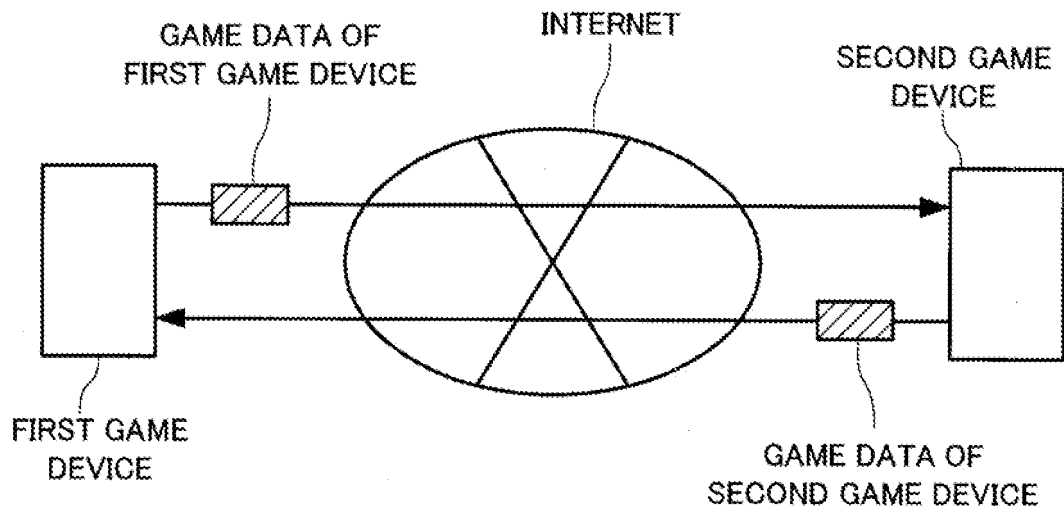 GAME DATA OF
FIRST GAME DEVICE
INTERNET
SECOND GAME
DEVICE
FIRST GAME
DEVICE
GAME DATA OF
SECOND GAME DEVICE